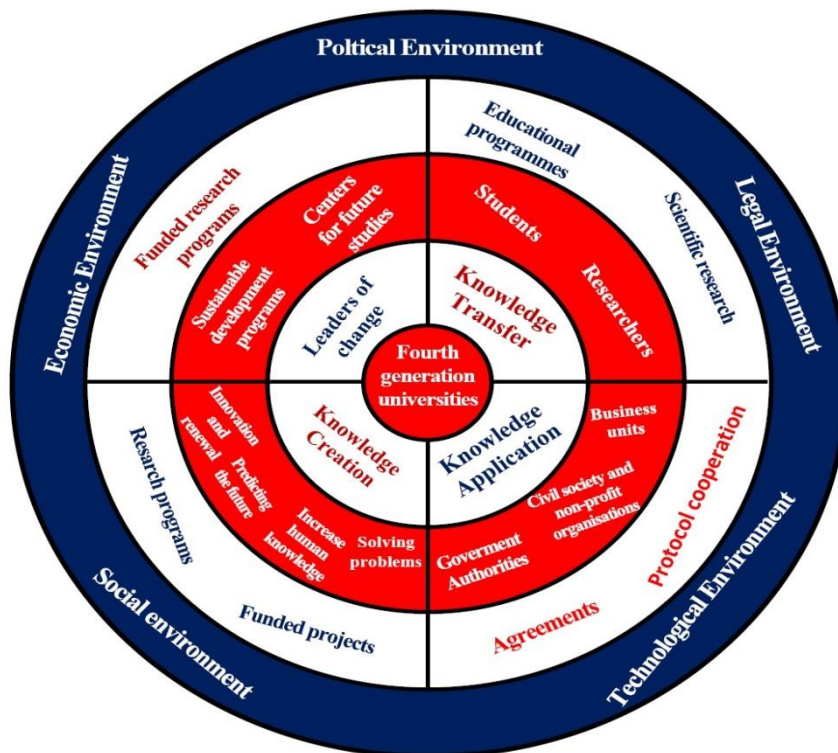 Poltical Environment
Legal Environment
Technological Environment
Social environment
Economic Environment
Educational
programmes
Scientific research
Protocol cooperation
Agreements
Funded projects
Resarch programs
Funded research
programs
Students
Researchers
Business
units
Civil society and
non-profit
organisations
Goverment
Authorities
Solving
problems
Increase
human
knowledge
Predicting
the future
Innovation
and
renewal
Sustainable
development
programs
Centers
for future
studies
Knowledge
Transfer
Knowledge
Application
Knowledge
Creation
Leaders of
change
Fourth
generation
universities